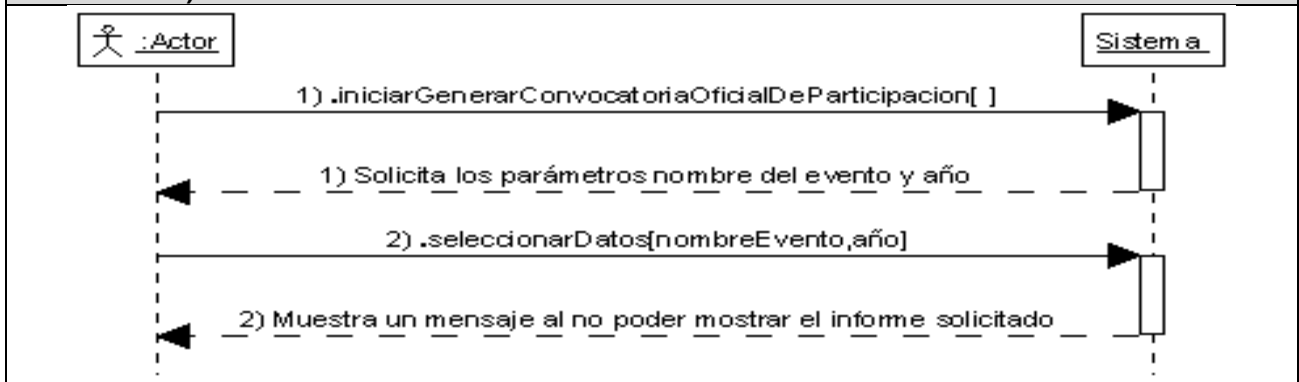 :Actor
Sistema
1) .iniciarGenerarConvocatoriaOficialDeParticipacion[ ]
1) Solicita los parámetros nombre del evento y año
2) .seleccionarDatos[nombreEvento,año]
2) Muestra un mensaje al no poder mostrar el informe solicitado